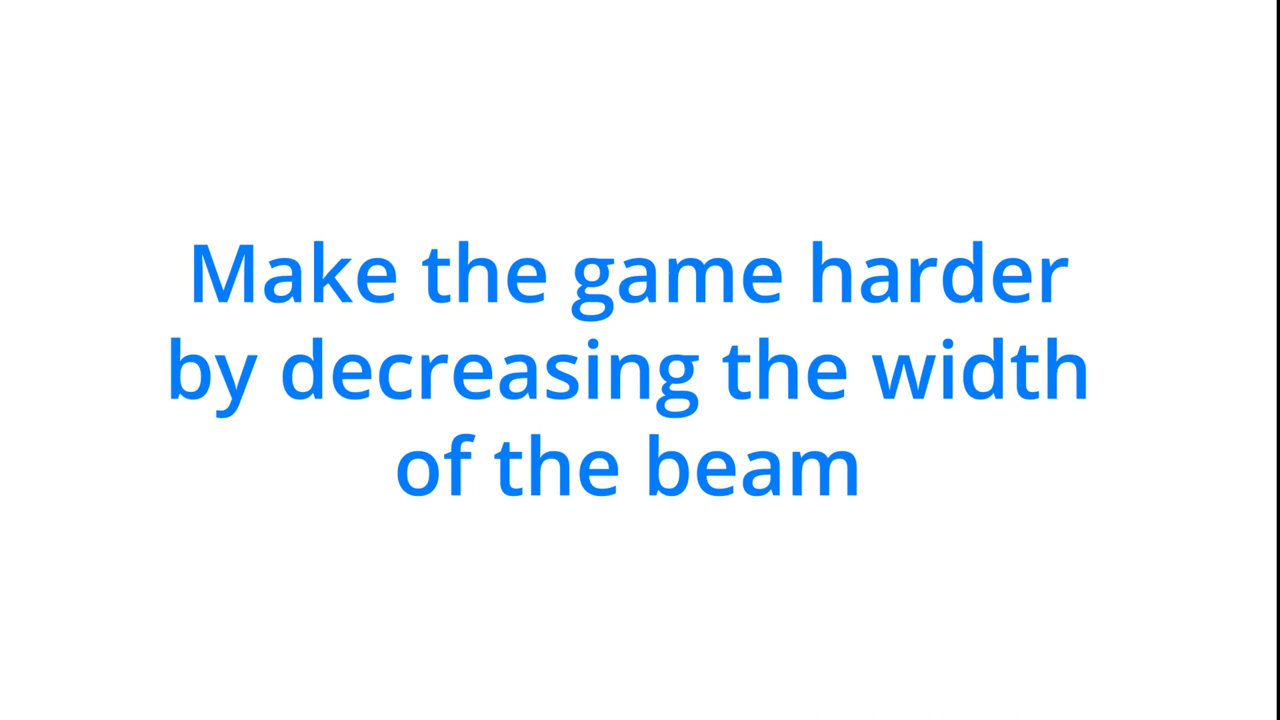 Make the game harder
by decreasing the width
of the beam